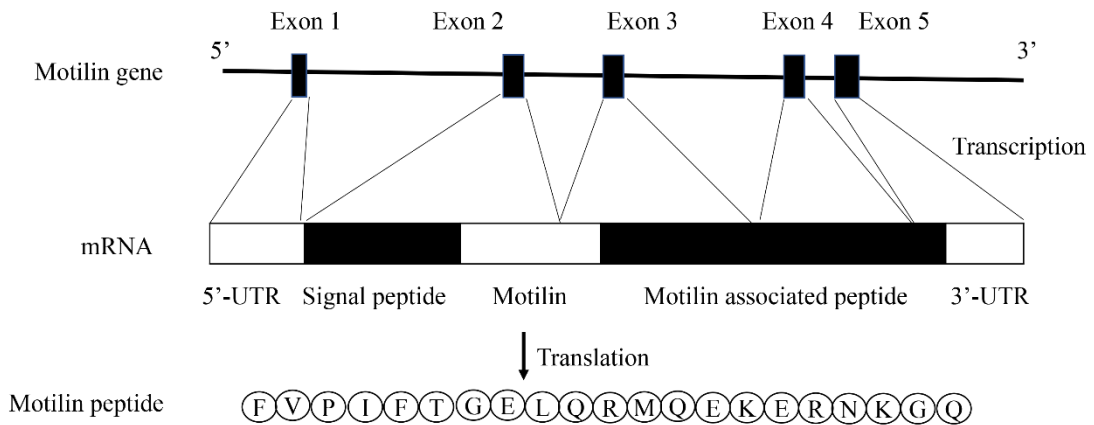 Exon 1 Exon 2 Exon 3 Exon 4 Exon 5
5’ 3’
Motilin gene
Transcription
mRNA
5’-UTR Signal peptide Motilin Motilin associated peptide 3’-UTR
Translation
Motilin peptide F V P I F T G E L Q R M Q E K E R N K G Q